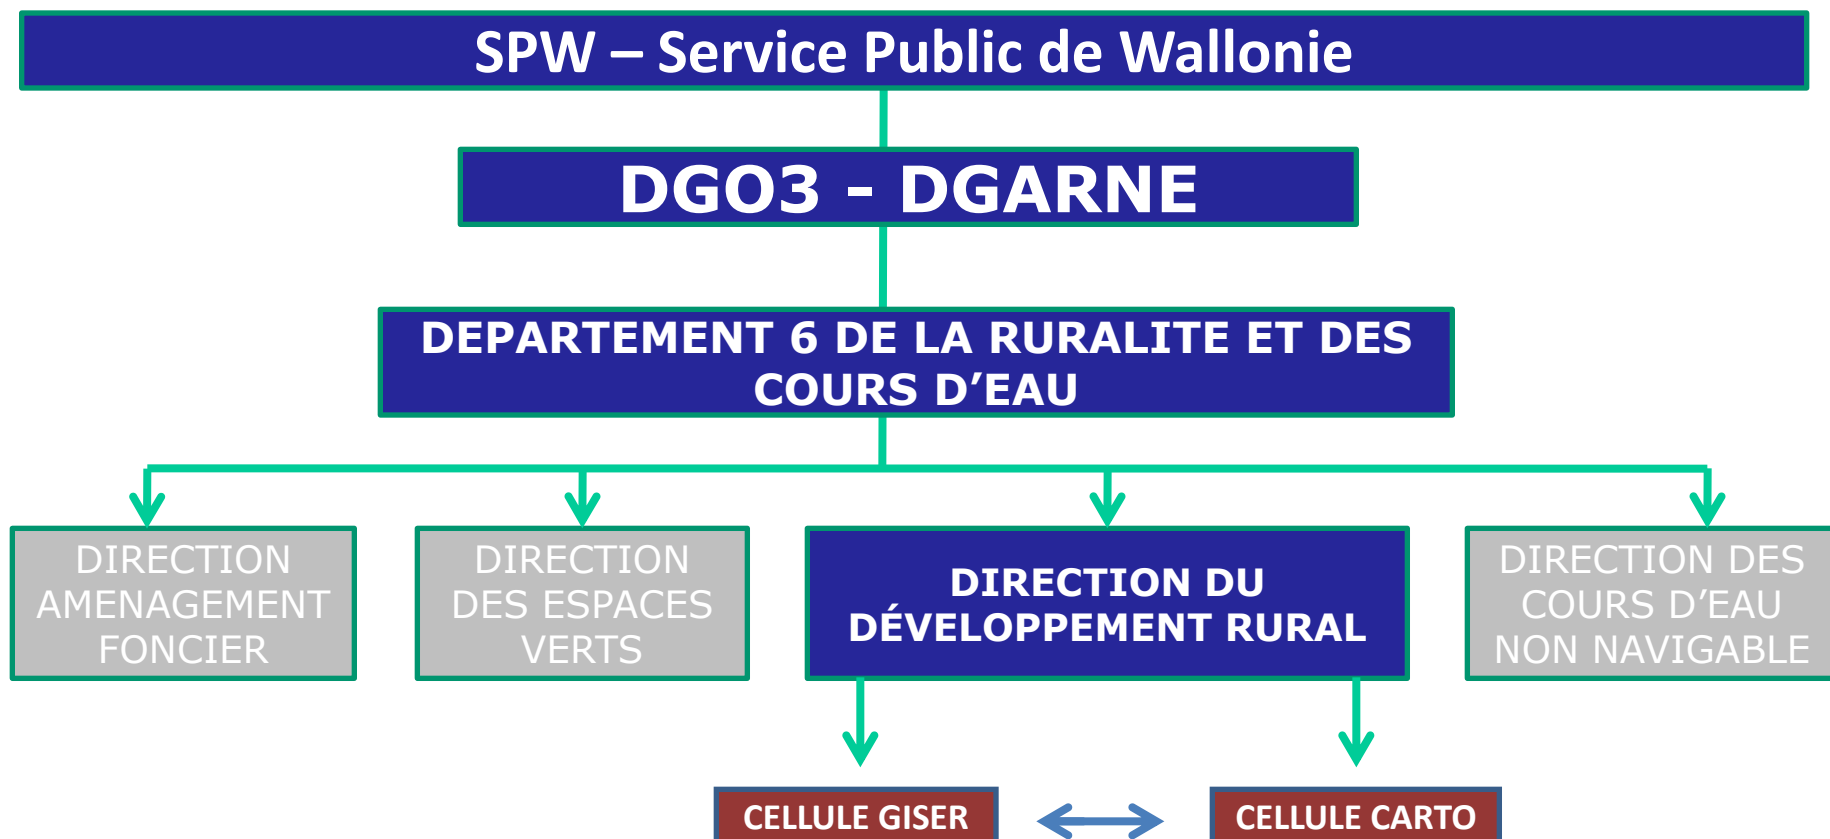 SPW – Service Public de Wallonie
DGO3 - DGARNE
DEPARTEMENT 6 DE LA RURALITE ET DES
COURS D’EAU
DIRECTION
AMENAGEMENT
FONCIER
DIRECTION
DES ESPACES
VERTS
DIRECTION DU
DÉVELOPPEMENT RURAL
DIRECTION DES
COURS D’EAU
NON NAVIGABLE
CELLULE GISER
CELLULE CARTO